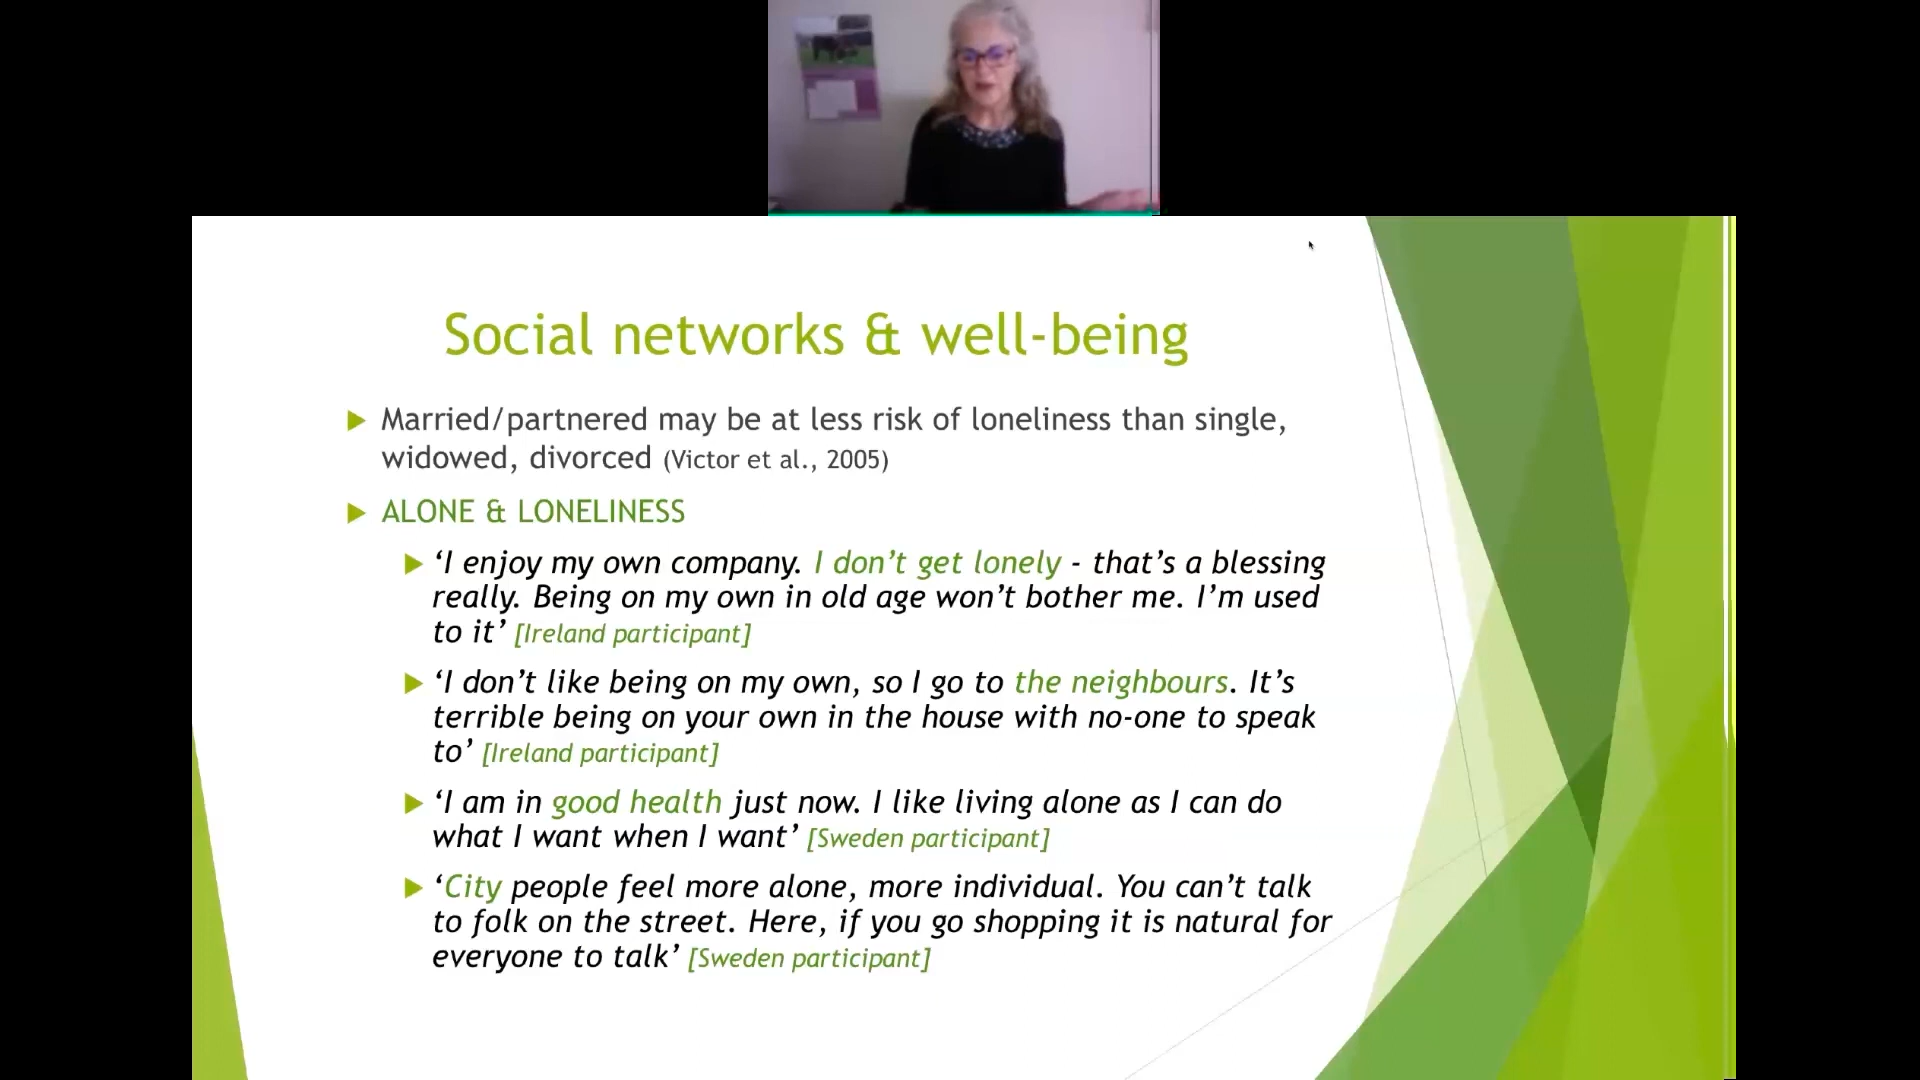 Social networks & well-being
Married/partnered may be at less risk of loneliness than single,
widowed, divorced (Victor et al., 2005)
ALONE & LONELINESS
‘I enjoy my own company. I don’t get lonely - that’s a blessing
really. Being on my own in old age won’t bother me. I’m used
to it’ [Ireland participant]
‘I don’t like being on my own, so I go to the neighbours. It’s
terrible being on your own in the house with no-one to speak
to’ [Ireland participant]
‘I am in good health just now. I like living alone as I can do
what I want when I want’ [Sweden participant]
‘City people feel more alone, more individual. You can’t talk
to folk on the street. Here, if you go shopping it is natural for
everyone to talk’ [Sweden participant]